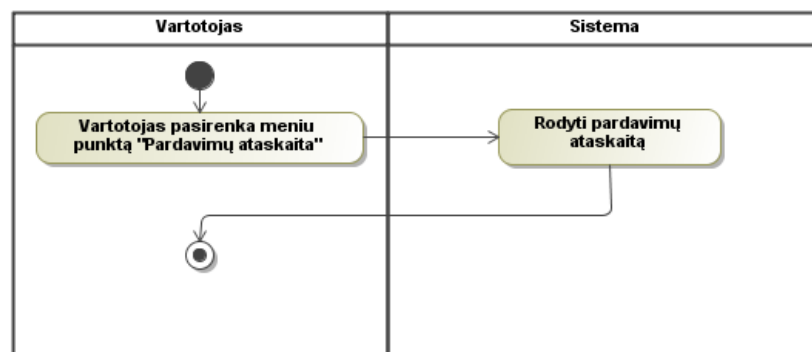 Vartotojas
Sistema
Vartotojas pasirenka meniu
punktą "Pardavimų ataskaita"
Rodyti pardavimų
ataskaitą